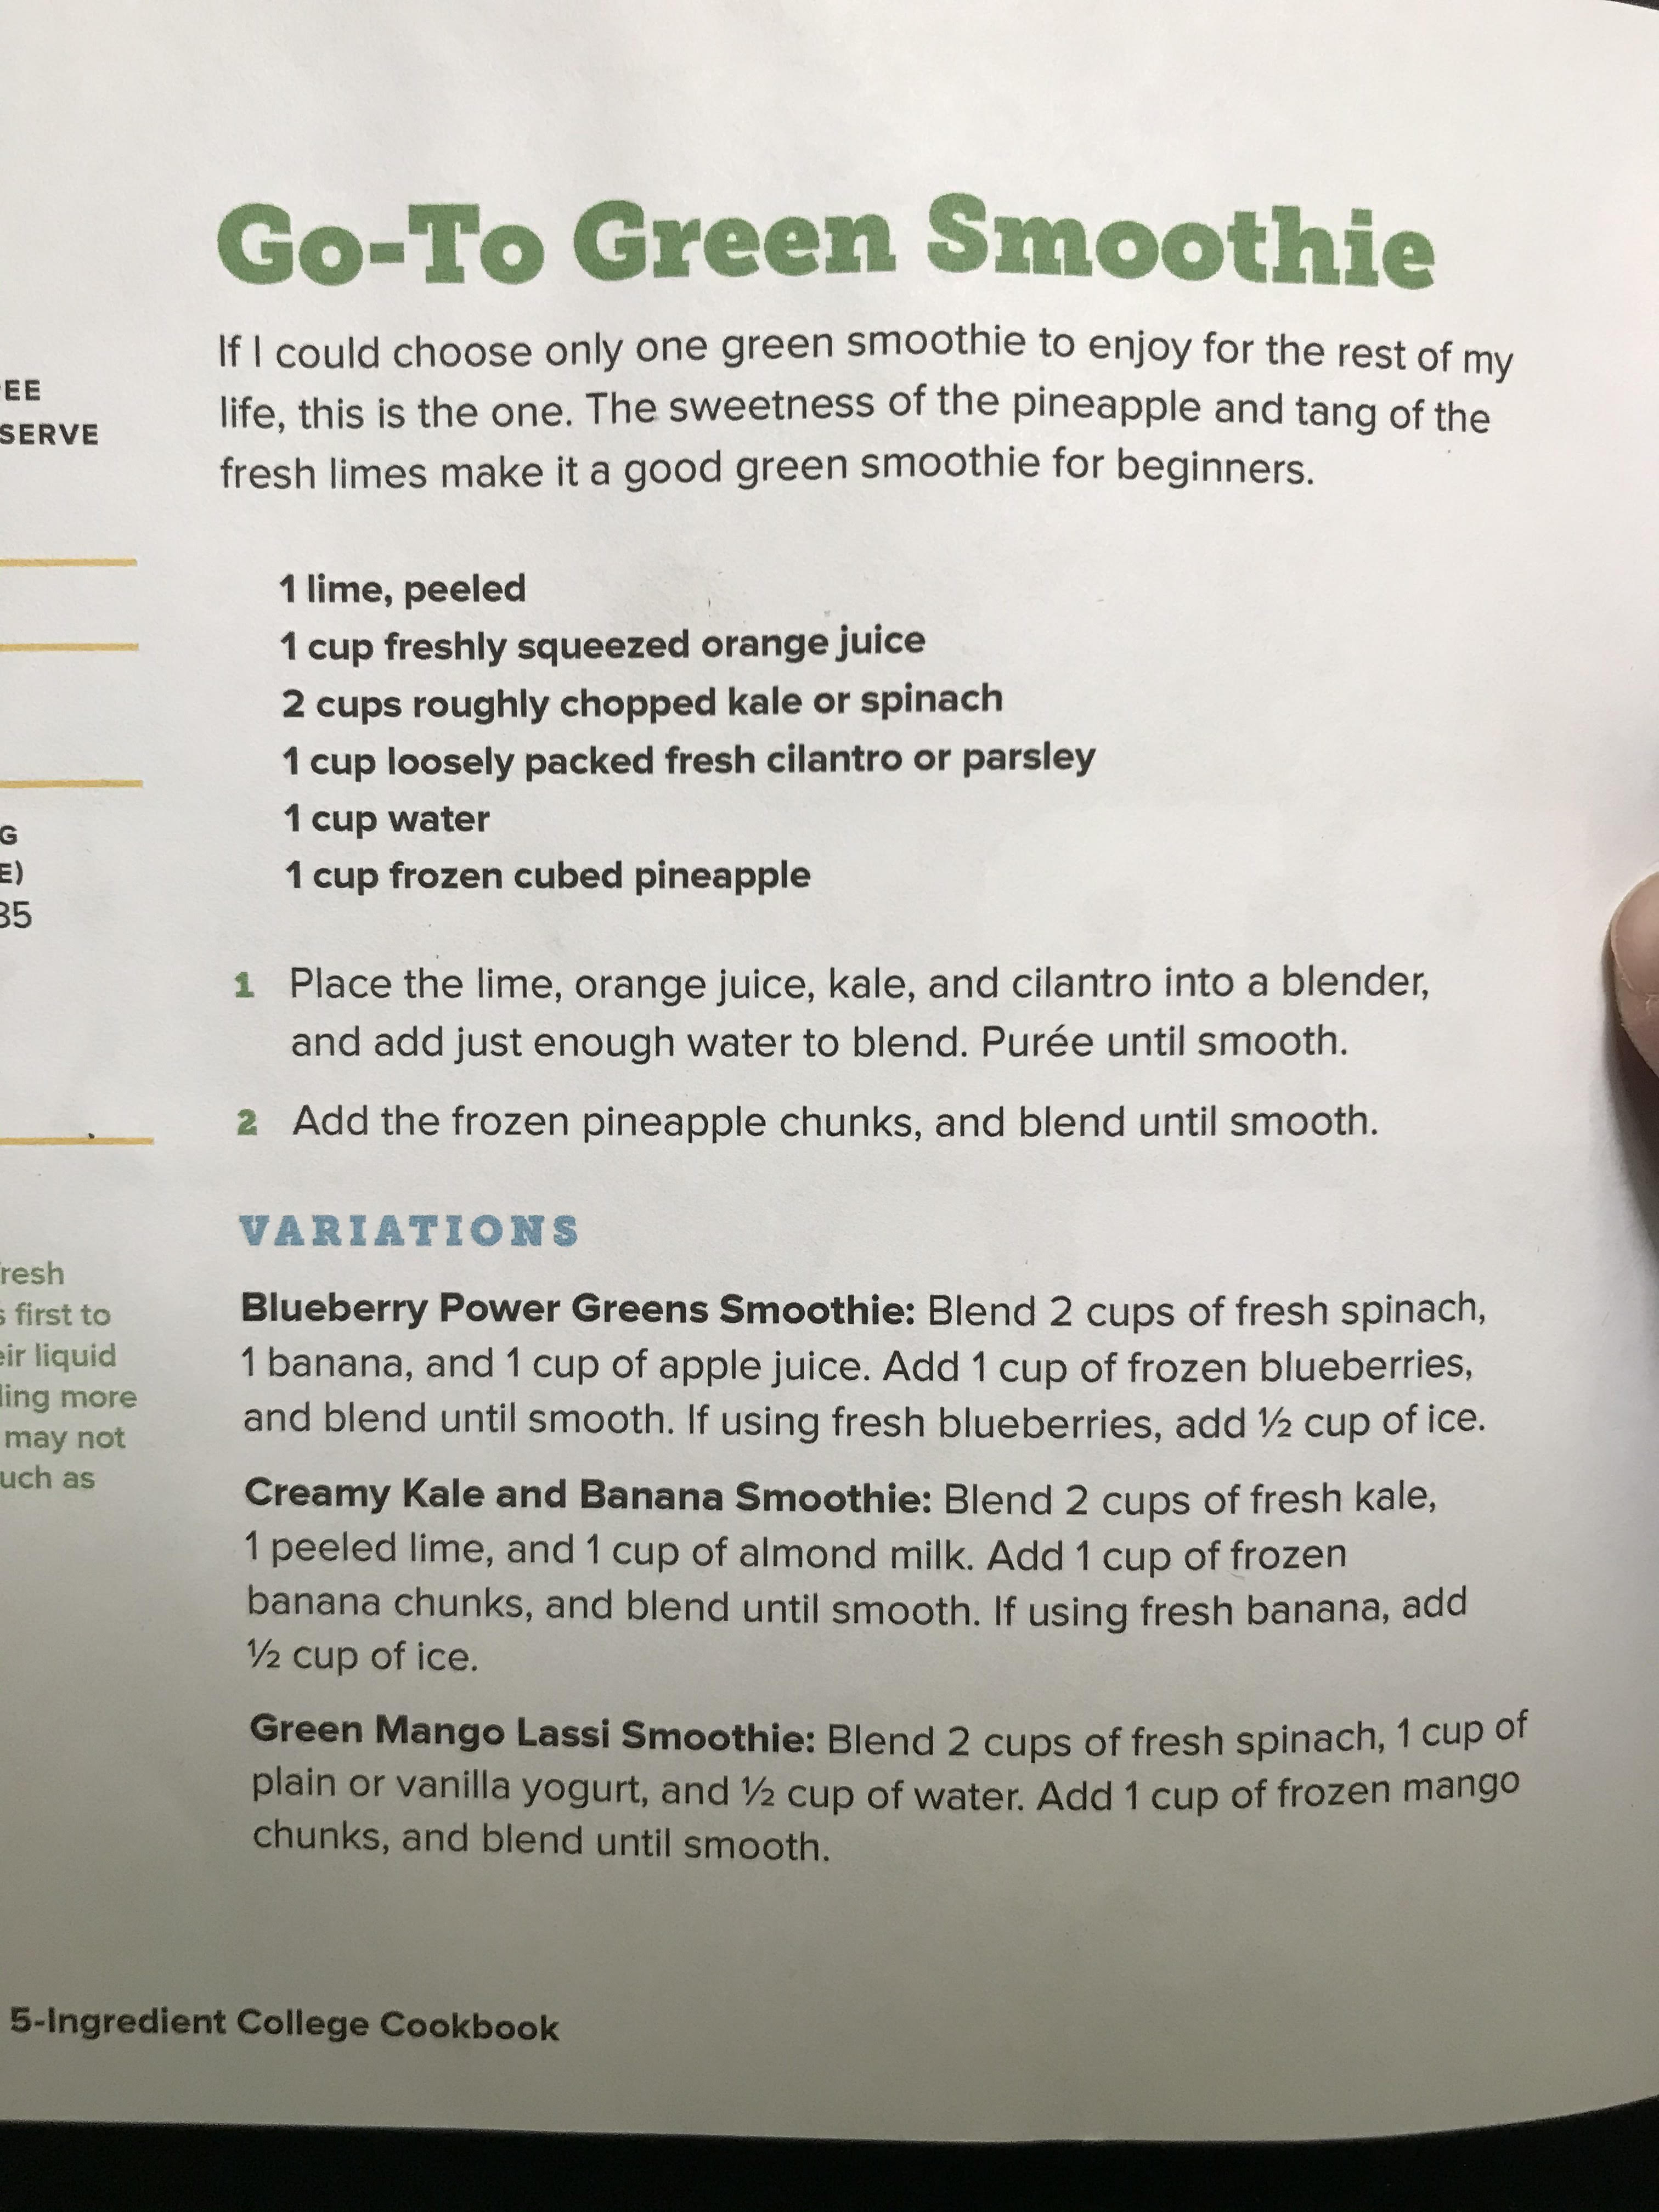 Go-To Green Smoothie
If I could choose only one green smoothie to enjoy for the rest of my
life, this is the one. The sweetness of the pineapple and tang of the
fresh limes make it a good green smoothie for beginners.
EE
SERVE
1 lime, peeled
1 cup freshly squeezed orange juice
2 cups roughly chopped kale or spinach
1 cup loosely packed fresh cilantro or parsley
1 cup water
1 cup frozen cubed pineapple
G
E)
35
1 Place the lime, orange juice, kale, and cilantro into a blender,
and add just enough water to blend. Purée until smooth.
2 Add the frozen pineapple chunks, and blend until smooth.
VARIATIONS
Blueberry Power Greens Smoothie: Blend 2 cups of fresh spinach,
1 banana, and 1 cup of apple juice. Add 1 cup of frozen blueberries,
and blend until smooth. If using fresh blueberries, add ½ cup of ice.
Creamy Kale and Banana Smoothie: Blend 2 cups of fresh kale,
1 peeled lime, and 1 cup of almond milk. Add 1 cup of frozen
banana chunks, and blend until smooth. If using fresh banana, add
½ cup of ice.
Green Mango Lassi Smoothie: Blend 2 cups of fresh spinach, 1 cup of
plain or vanilla yogurt, and ½ cup of water. Add 1 cup of frozen mango
chunks, and blend until smooth.
resh
first to
eir liquid
ling more
may not
uch as
5-Ingredient College Cookbook